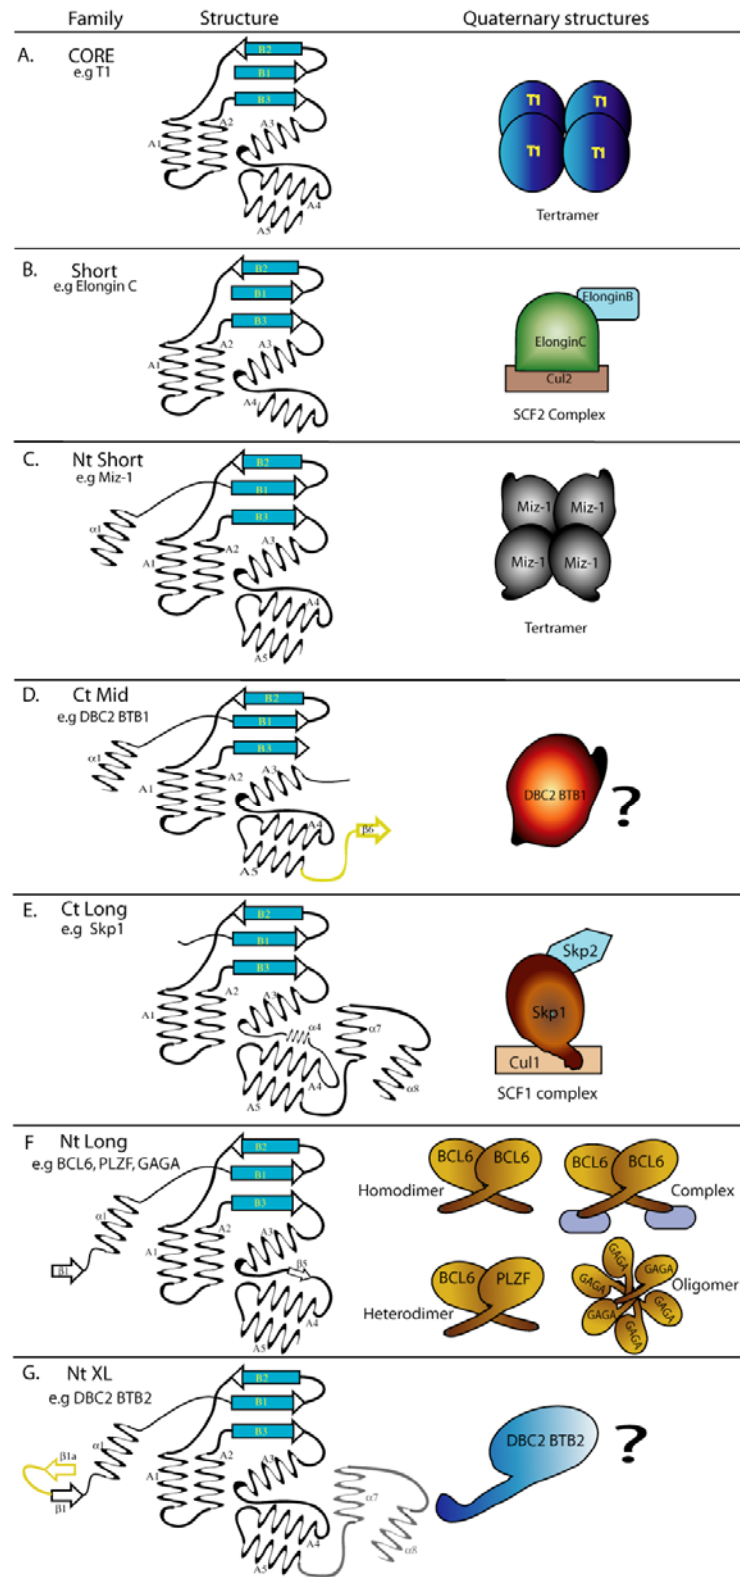 Family Structure Quaternary structures
A. CORE
e.g T1
B2
B1
B3
A1
A2
A3
A4
A5
T1 T1
T1 T1
Tertramer
B. Short
e.g Elongin C
B2
B1
B3
A1
A2
A3
A4
ElonginB
ElonginC
Cul2
SCF2 Complex
C. Nt Short
e.g Miz-1
B2
B1
B3
α1
A1
A2
A3
A4
A5
Miz-1 Miz-1
Miz-1 Miz-1
Tertramer
D. Ct Mid
e.g DBC2 BTB1
B2
B1
B3
α1
A1
A2
A3
A4
A5
β6
DBC2 BTB1 ?
E. Ct Long
e.g Skp1
B2
B1
B3
A1
A2
A3
α4
α7
A4
A5
α8
Skp2
Skp1
Cul1
SCF1 complex
F Nt Long
e.g BCL6, PLZF, GAGA
B2
B1
B3
α1
β1
A1
A2
A3
β5
A4
A5
BCL6 BCL6
Homodimer
BCL6 BCL6
Complex
BCL6 PLZF
Heterodimer
GAGA
GAGA
GAGA
GAGA
GAGA
GAGA
Oligomer
G. Nt XL
e.g DBC2 BTB2
B2
B1
B3
α1
β1a
β1
A1
A2
A3
A4
A5
α7
α8
DBC2 BTB2 ?